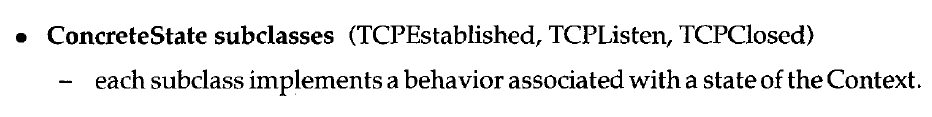 • ConcreteState subclasses (TCPEstablished, TCPListen, TCPClosed)
– each subclass implements a behavior associated with a state of the Context.